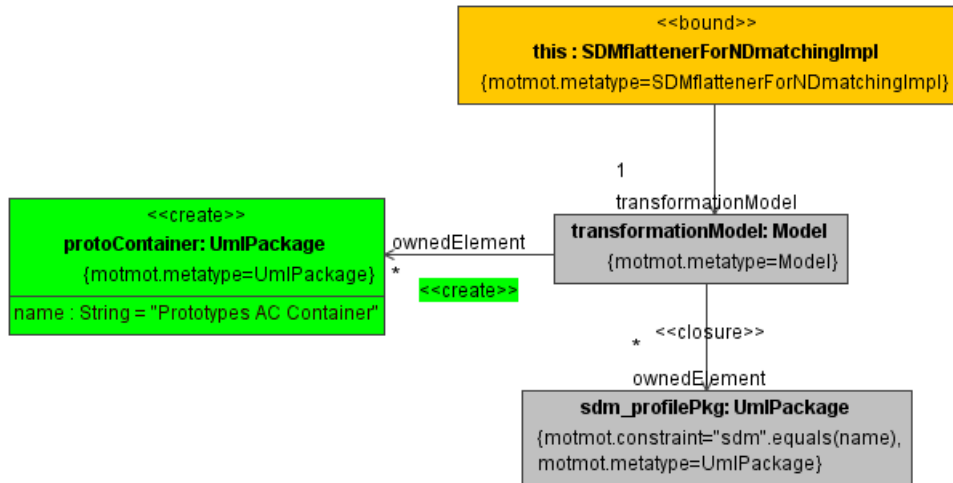 <<bound>>
this : SDMflattenerForNDmatchingImpl
{motmot.metatype=SDMflattenerForNDmatchingImpl}
1
transformationModel
<<create>>
protoContainer: UmlPackage
{motmot.metatype=UmlPackage}
name : String = "Prototypes AC Container"
ownedElement
*
<<create>>
transformationModel: Model
{motmot.metatype=Model}
<<closure>>
*
ownedElement
sdm_profilePkg: UmlPackage
{motmot.constraint="sdm".equals(name),
motmot.metatype=UmlPackage}